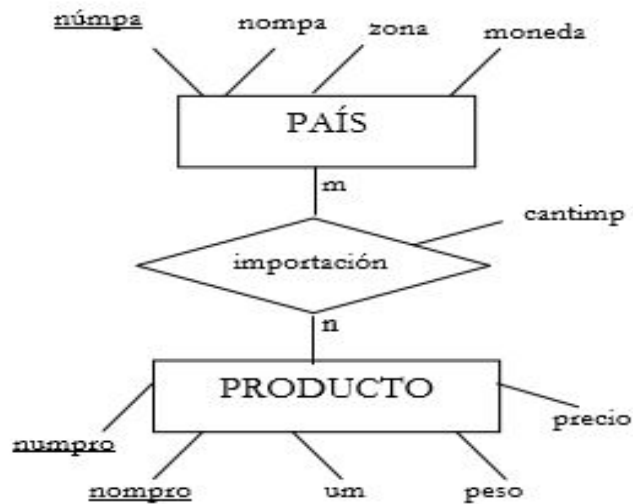 númpa
nompa
zona
moneda
PAÍS
m
cantimp
importación
n
PRODUCTO
numpro
precio
nompro
um
peso